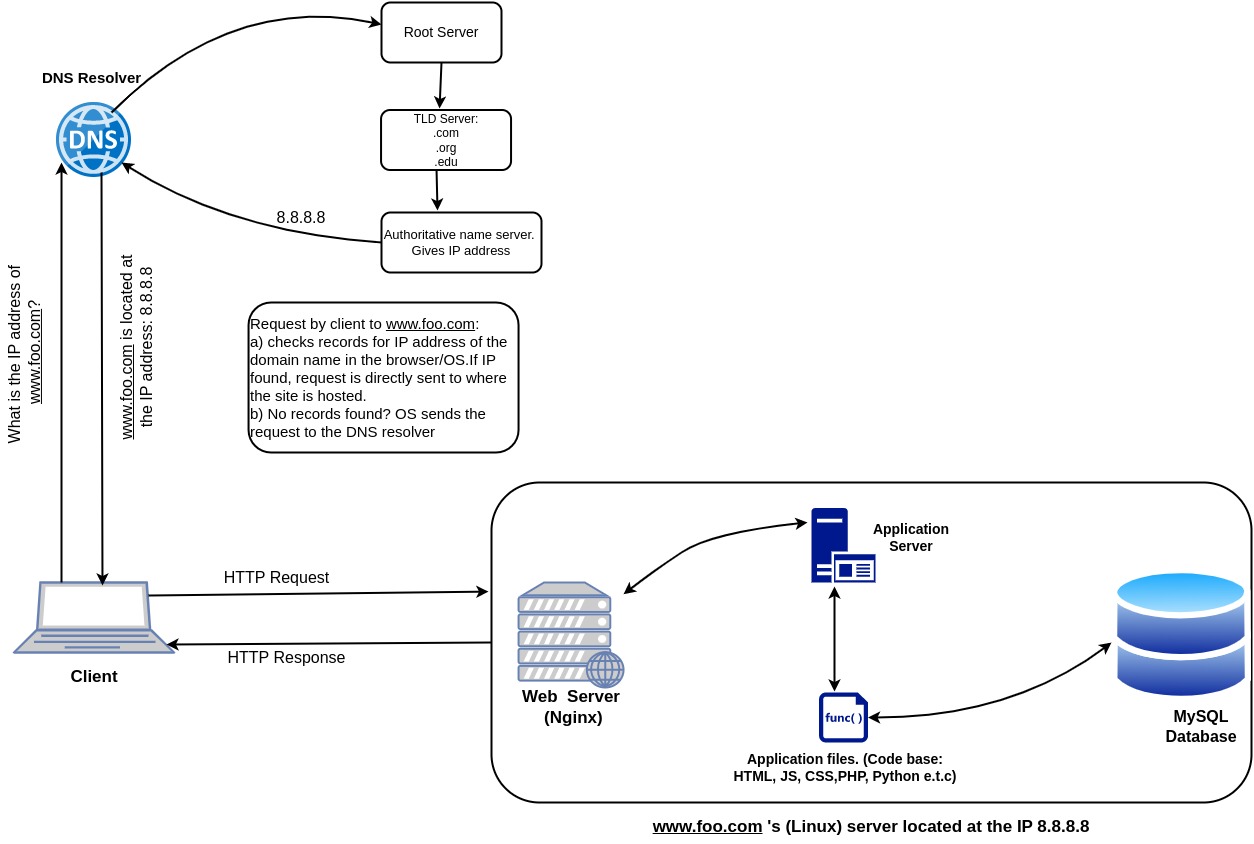 Root Server
DNS Resolver
DNS
TLD Server:
.com
.org
.edu
8.8.8.8
Authoritative name server.
Gives IP address
What is the IP address of
www.foo.com?
www.foo.com is located at
the IP address: 8.8.8.8
Request by client to www.foo.com:
a) checks records for IP address of the
domain name in the browser/OS.If IP
found, request is directly sent to where
the site is hosted.
b) No records found? OS sends the
request to the DNS resolver
HTTP Request
HTTP Response
Client
Application
Server
Web Server
(Nginx)
func()
Application files. (Code base:
HTML, JS, CSS,PHP, Python e.t.c)
MySQL
Database
www.foo.com 's (Linux) server located at the IP 8.8.8.8